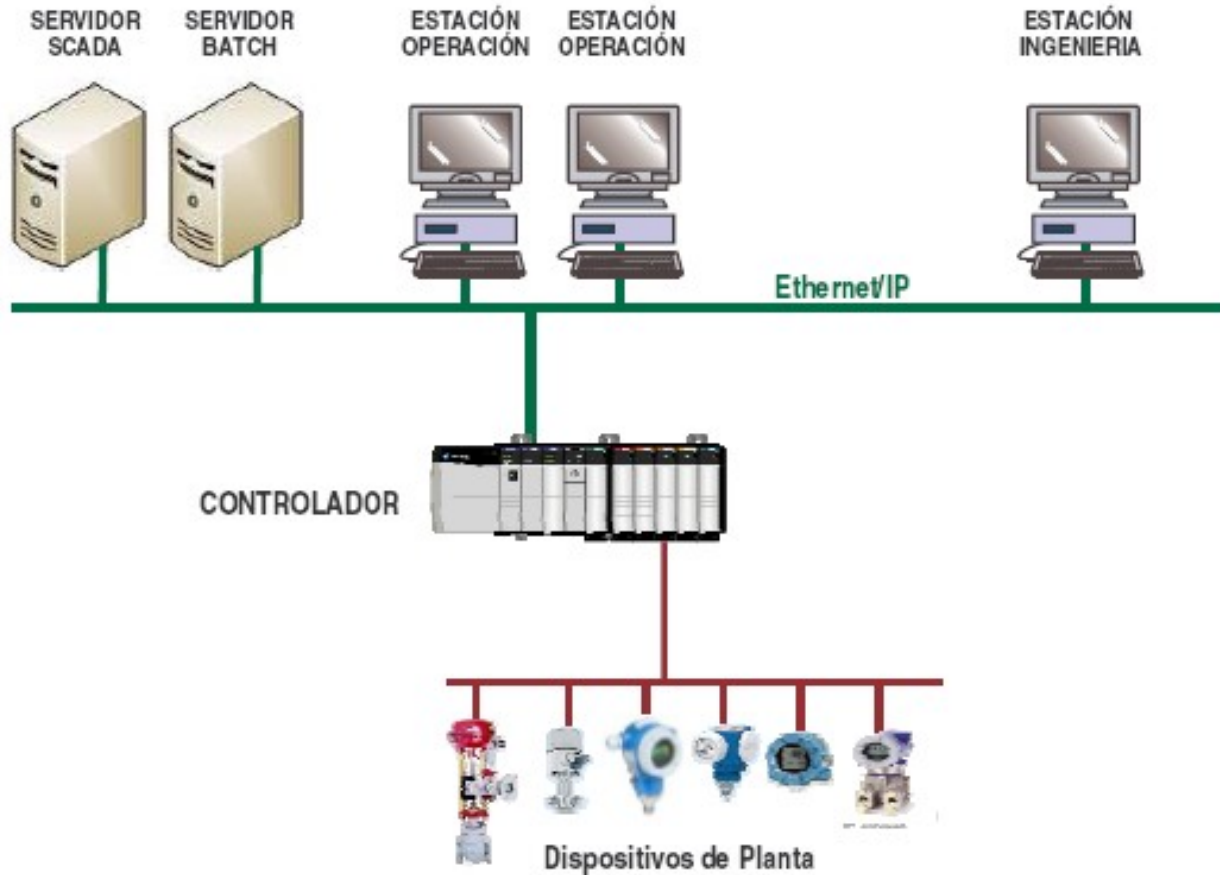 SERVIDOR
SCADA
SERVIDOR
BATCH
ESTACIÓN
OPERACIÓN
ESTACIÓN
OPERACIÓN
ESTACIÓN
INGENIERIA
Ethernet/IP
CONTROLADOR
Dispositivos de Planta